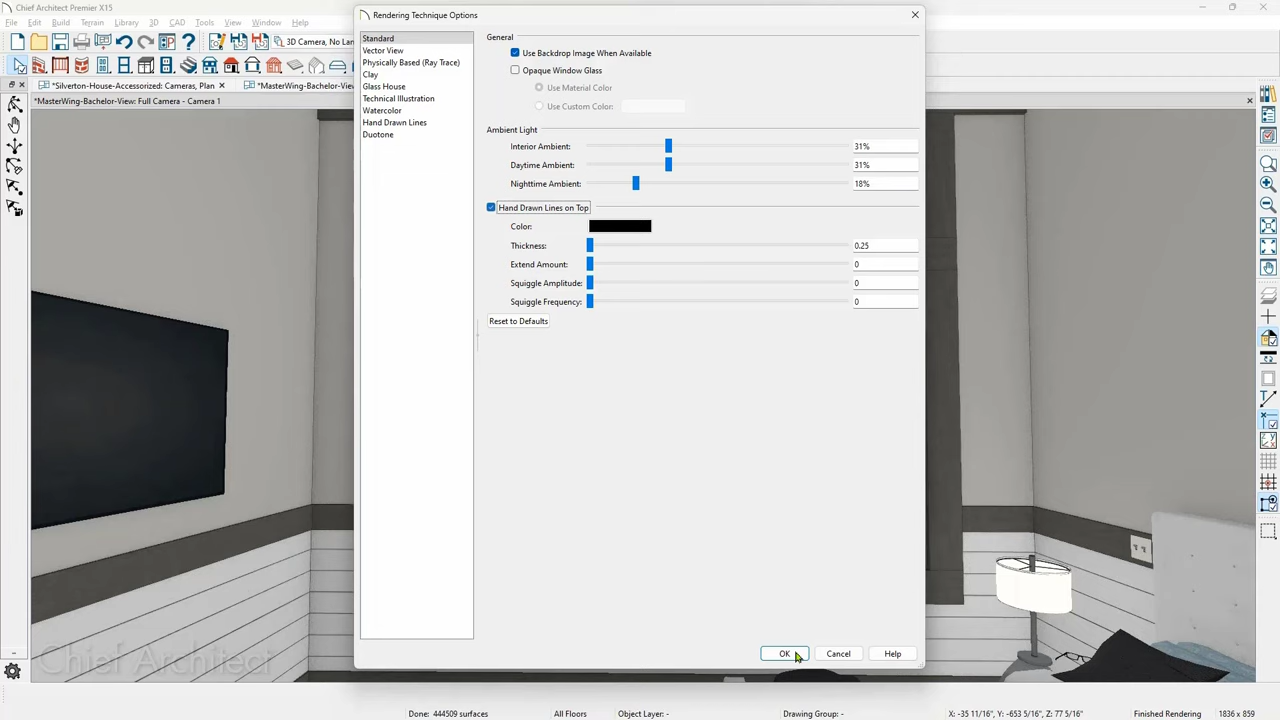 Chief Architect Premier X15
File Edit Build Terrain Library 3D CAD Tools View Window Help
3D Camera, No Lan
*Silverton-House-Accessorized: Cameras, Plan
*MasterWing-Bachelor-View
*MasterWing-Bachelor-View: Full Camera - Camera 1
Rendering Technique Options
Standard
Vector View
Physically Based (Ray Trace)
Clay
Glass House
Technical Illustration
Watercolor
Hand Drawn Lines
Duotone
General
Use Backdrop Image When Available
Opaque Window Glass
Use Material Color
Use Custom Color:
Ambient Light
Interior Ambient: 31%
Daytime Ambient: 31%
Nighttime Ambient: 18%
Hand Drawn Lines on Top
Color:
Thickness: 0.25
Extend Amount: 0
Squiggle Amplitude: 0
Squiggle Frequency: 0
Reset to Defaults
OK Cancel Help
Chief Architect
Done: 444509 surfaces All Floors Object Layer: - Drawing Group: - X: -35 11/16", Y: -653 5/16", Z: 77 5/16" Finished Rendering 1836 x 859